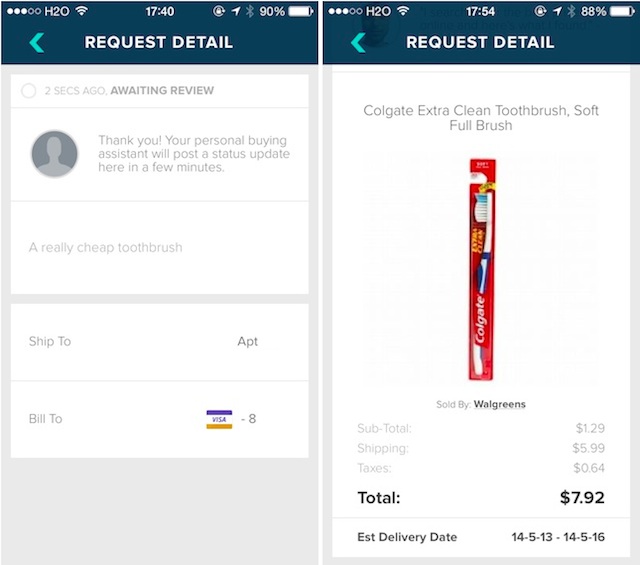 ●●●○○ H2O 17:40 90%
REQUEST DETAIL
2 SECS AGO, AWAITING REVIEW
Thank you! Your personal buying
assistant will post a status update
here in a few minutes.
A really cheap toothbrush
Ship To Apt
Bill To VISA - 8
●●●○○ H2O 17:54 88%
REQUEST DETAIL
Colgate Extra Clean Toothbrush, Soft
Full Brush
EXTRA CLEAN
Colgate
Sold By: Walgreens
Sub-Total: $1.29
Shipping: $5.99
Taxes: $0.64
Total: $7.92
Est Delivery Date 14-5-13 - 14-5-16